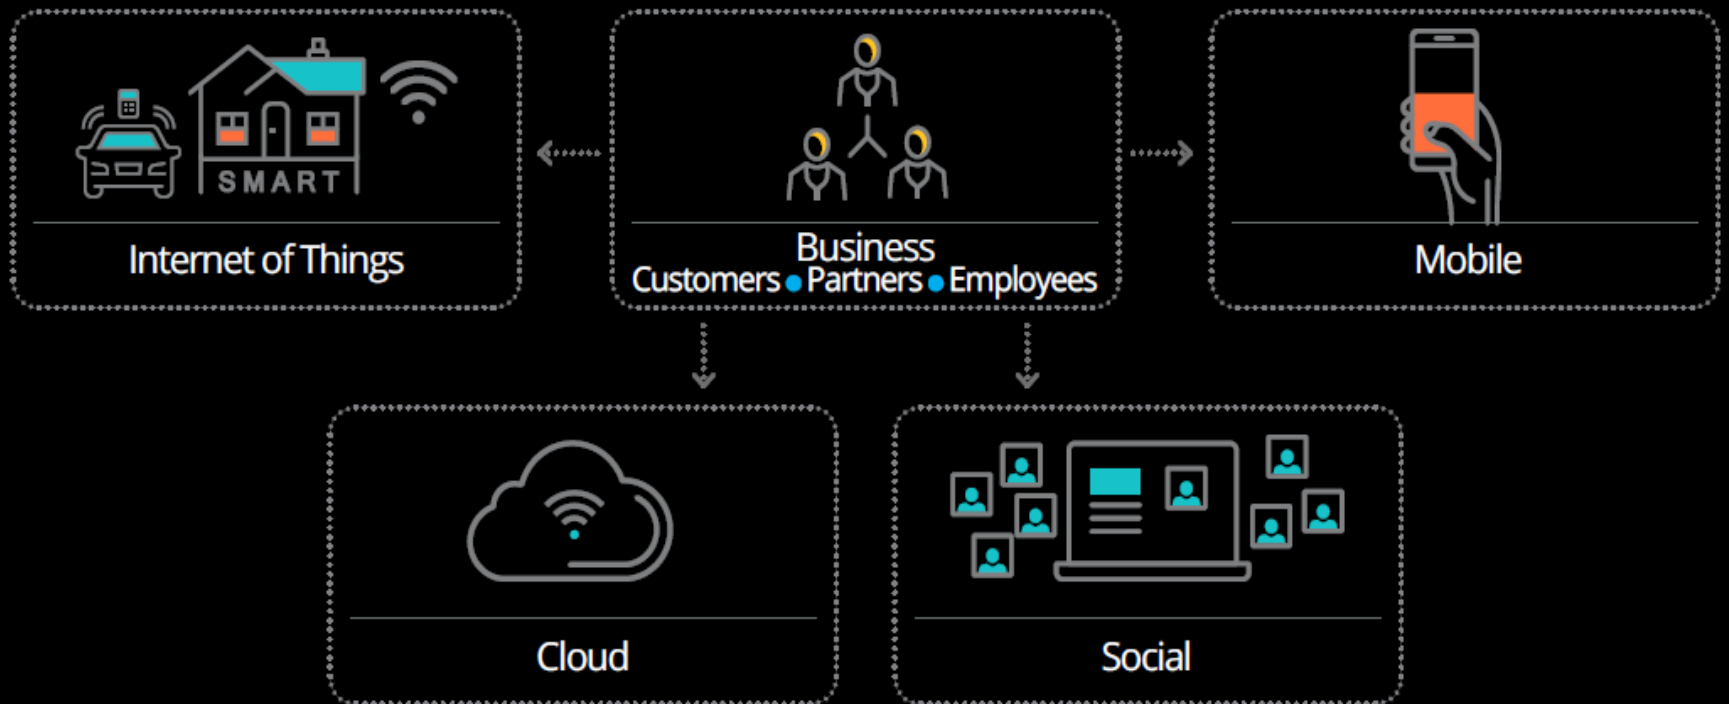 SMART
Internet of Things
Business
Customers ● Partners ● Employees
Mobile
Cloud
Social